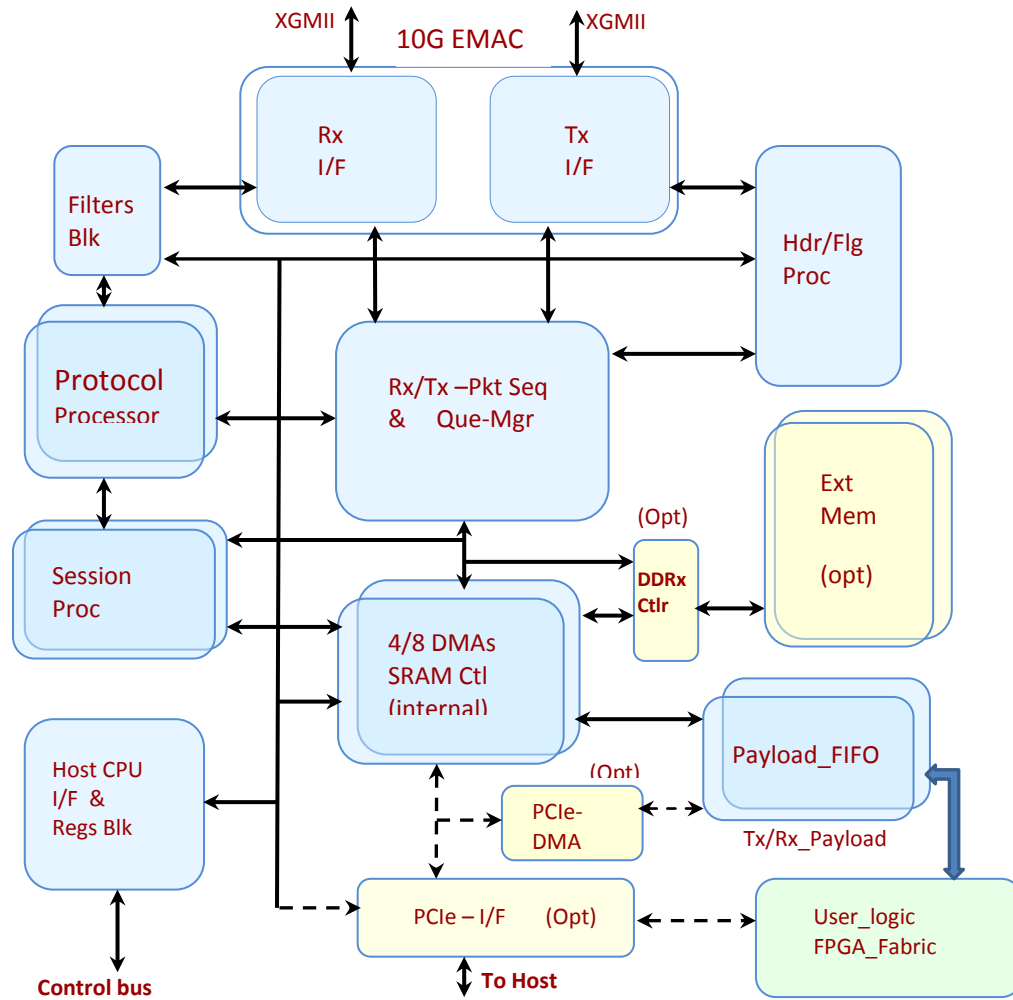 XGMII
XGMII
10G EMAC
Rx
I/F
Tx
I/F
Filters
Blk
Hdr/Flg
Proc
Protocol
Processor
Rx/Tx –Pkt Seq
& Que-Mgr
Ext
Mem
(opt)
(Opt)
DDRx
Ctlr
Session
Proc
4/8 DMAs
SRAM Ctl
(internal)
Payload_FIFO
Host CPU
I/F &
Regs Blk
(Opt)
PCIe-
DMA
Tx/Rx_Payload
PCIe – I/F (Opt)
User_logic
FPGA_Fabric
Control bus
To Host